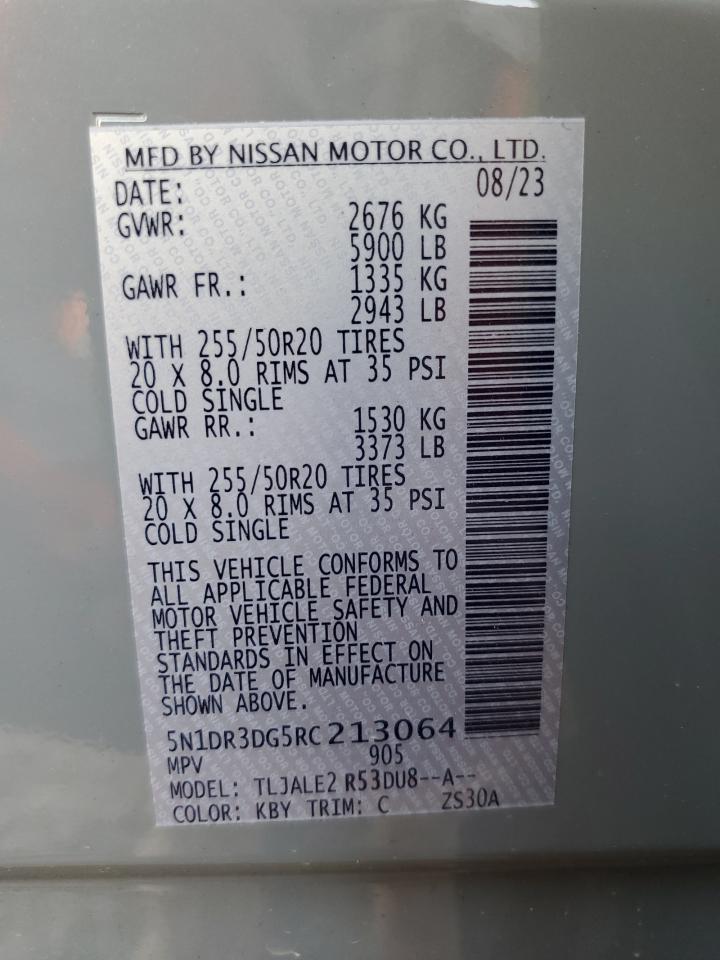 MFD BY NISSAN MOTOR CO., LTD.
DATE: 08/23
GVWR: 2676 KG
5900 LB
GAWR FR.: 1335 KG
2943 LB
WITH 255/50R20 TIRES
20 X 8.0 RIMS AT 35 PSI
COLD SINGLE
GAWR RR.: 1530 KG
3373 LB
WITH 255/50R20 TIRES
20 X 8.0 RIMS AT 35 PSI
COLD SINGLE
THIS VEHICLE CONFORMS TO
ALL APPLICABLE FEDERAL
MOTOR VEHICLE SAFETY AND
THEFT PREVENTION
STANDARDS IN EFFECT ON
THE DATE OF MANUFACTURE
SHOWN ABOVE.
5N1DR3DG5RC213064
MPV 905
MODEL: TLJALE2 R53DU8--A--
COLOR: KBY TRIM: C ZS30A